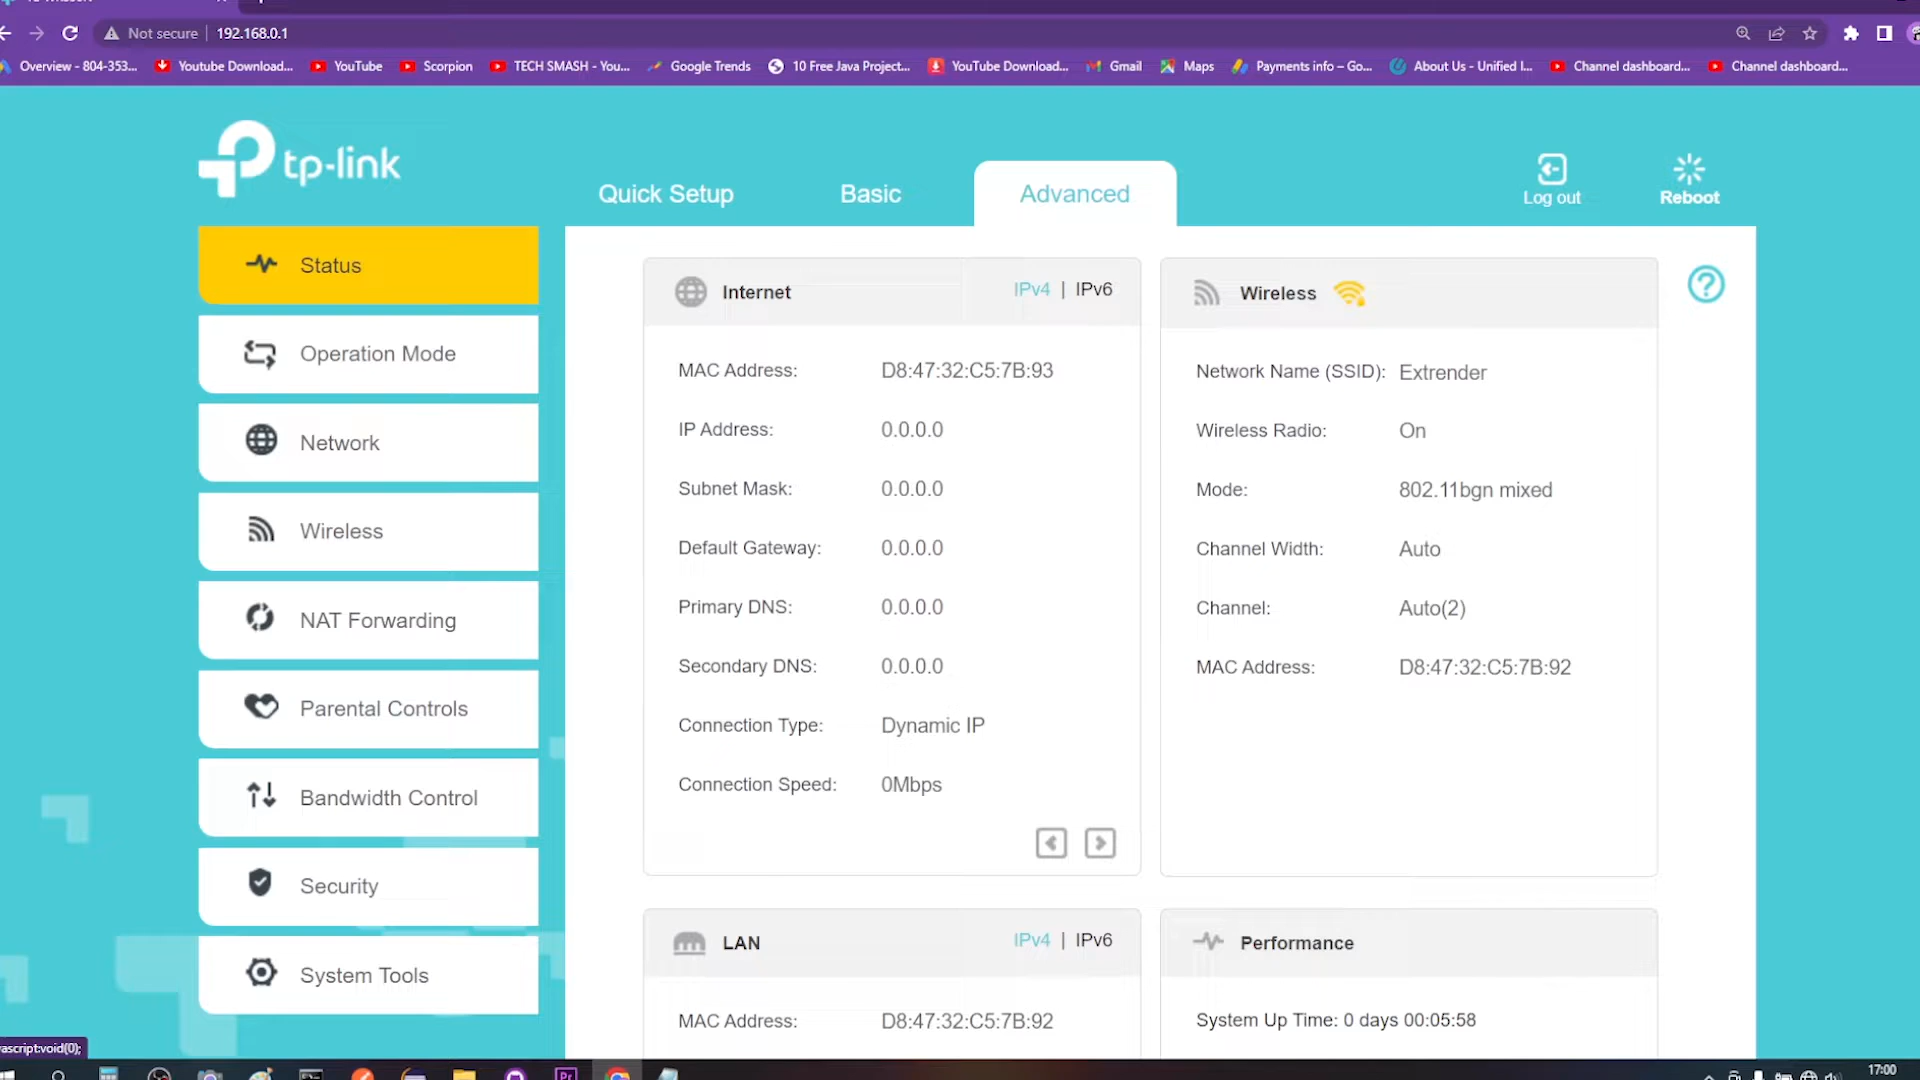 Not secure 192.168.0.1
Overview - 804-353... Youtube Download... YouTube Scorpion TECH SMASH - You... Google Trends 10 Free Java Project... YouTube Download... Gmail Maps Payments info – Go... About Us - Unified I... Channel dashboard... Channel dashboard...
tp-link
Quick Setup Basic Advanced
Log out Reboot
Status
Operation Mode
Network
Wireless
NAT Forwarding
Parental Controls
Bandwidth Control
Security
System Tools
Internet IPv4 | IPv6
MAC Address: D8:47:32:C5:7B:93
IP Address: 0.0.0.0
Subnet Mask: 0.0.0.0
Default Gateway: 0.0.0.0
Primary DNS: 0.0.0.0
Secondary DNS: 0.0.0.0
Connection Type: Dynamic IP
Connection Speed: 0Mbps
Wireless
Network Name (SSID): Extrender
Wireless Radio: On
Mode: 802.11bgn mixed
Channel Width: Auto
Channel: Auto(2)
MAC Address: D8:47:32:C5:7B:92
LAN IPv4 | IPv6
MAC Address: D8:47:32:C5:7B:92
Performance
System Up Time: 0 days 00:05:58
ascript:void(0);
Pr
17:00